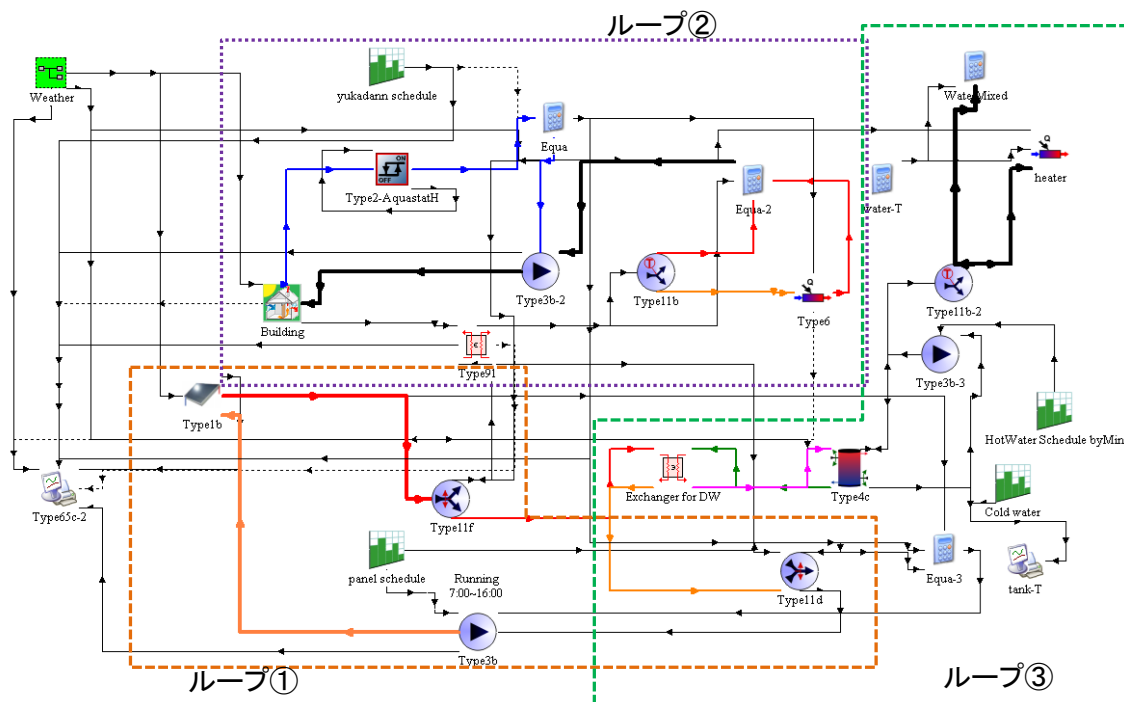 ループ②
Weather
yukadann schedule
Equa
WaterMixed
ON
OFF
Type2-AquastatH
Q
heater
Equa-2
water-T
Building
Type3b-2
Type11b
Q
Type6
Type11b-2
Type91
Type3b-3
Type1b
HotWater Schedule byMin
Type65c-2
Type11f
Exchanger for DW
Type4c
Cold water
panel schedule
Running
7:00~16:00
Type11d
Equa-3
tank-T
Type3b
ループ①
ループ③